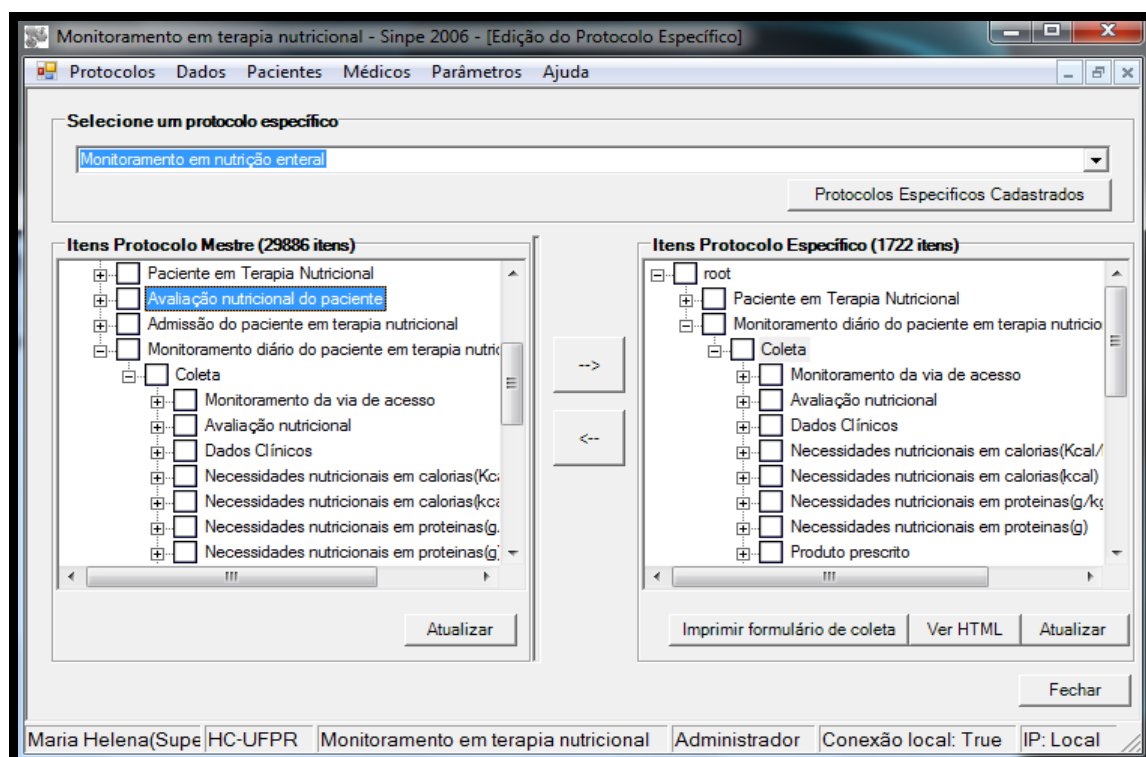 Monitoramento em terapia nutricional - Sinpe 2006 - [Edição do Protocolo Específico]
Protocolos Dados Pacientes Médicos Parâmetros Ajuda
Selecione um protocolo específico
Monitoramento em nutrição enteral
Protocolos Especificos Cadastrados
Itens Protocolo Mestre (29886 itens)
Paciente em Terapia Nutricional
Avaliação nutricional do paciente
Admissão do paciente em terapia nutricional
Monitoramento diário do paciente em terapia nutric
Coleta
Monitoramento da via de acesso
Avaliação nutricional
Dados Clínicos
Necessidades nutricionais em calorias(Kca
Necessidades nutricionais em calorias(kca
Necessidades nutricionais em proteinas(g.
Necessidades nutricionais em proteinas(g)
Atualizar
-->
<--
Itens Protocolo Específico (1722 itens)
root
Paciente em Terapia Nutricional
Monitoramento diário do paciente em terapia nutricio
Coleta
Monitoramento da via de acesso
Avaliação nutricional
Dados Clínicos
Necessidades nutricionais em calorias(Kcal/
Necessidades nutricionais em calorias(kcal)
Necessidades nutricionais em proteinas(g/kg
Necessidades nutricionais em proteinas(g)
Produto prescrito
Imprimir formulário de coleta Ver HTML Atualizar
Fechar
Maria Helena(Supe HC-UFPR Monitoramento em terapia nutricional Administrador Conexão local: True IP: Local